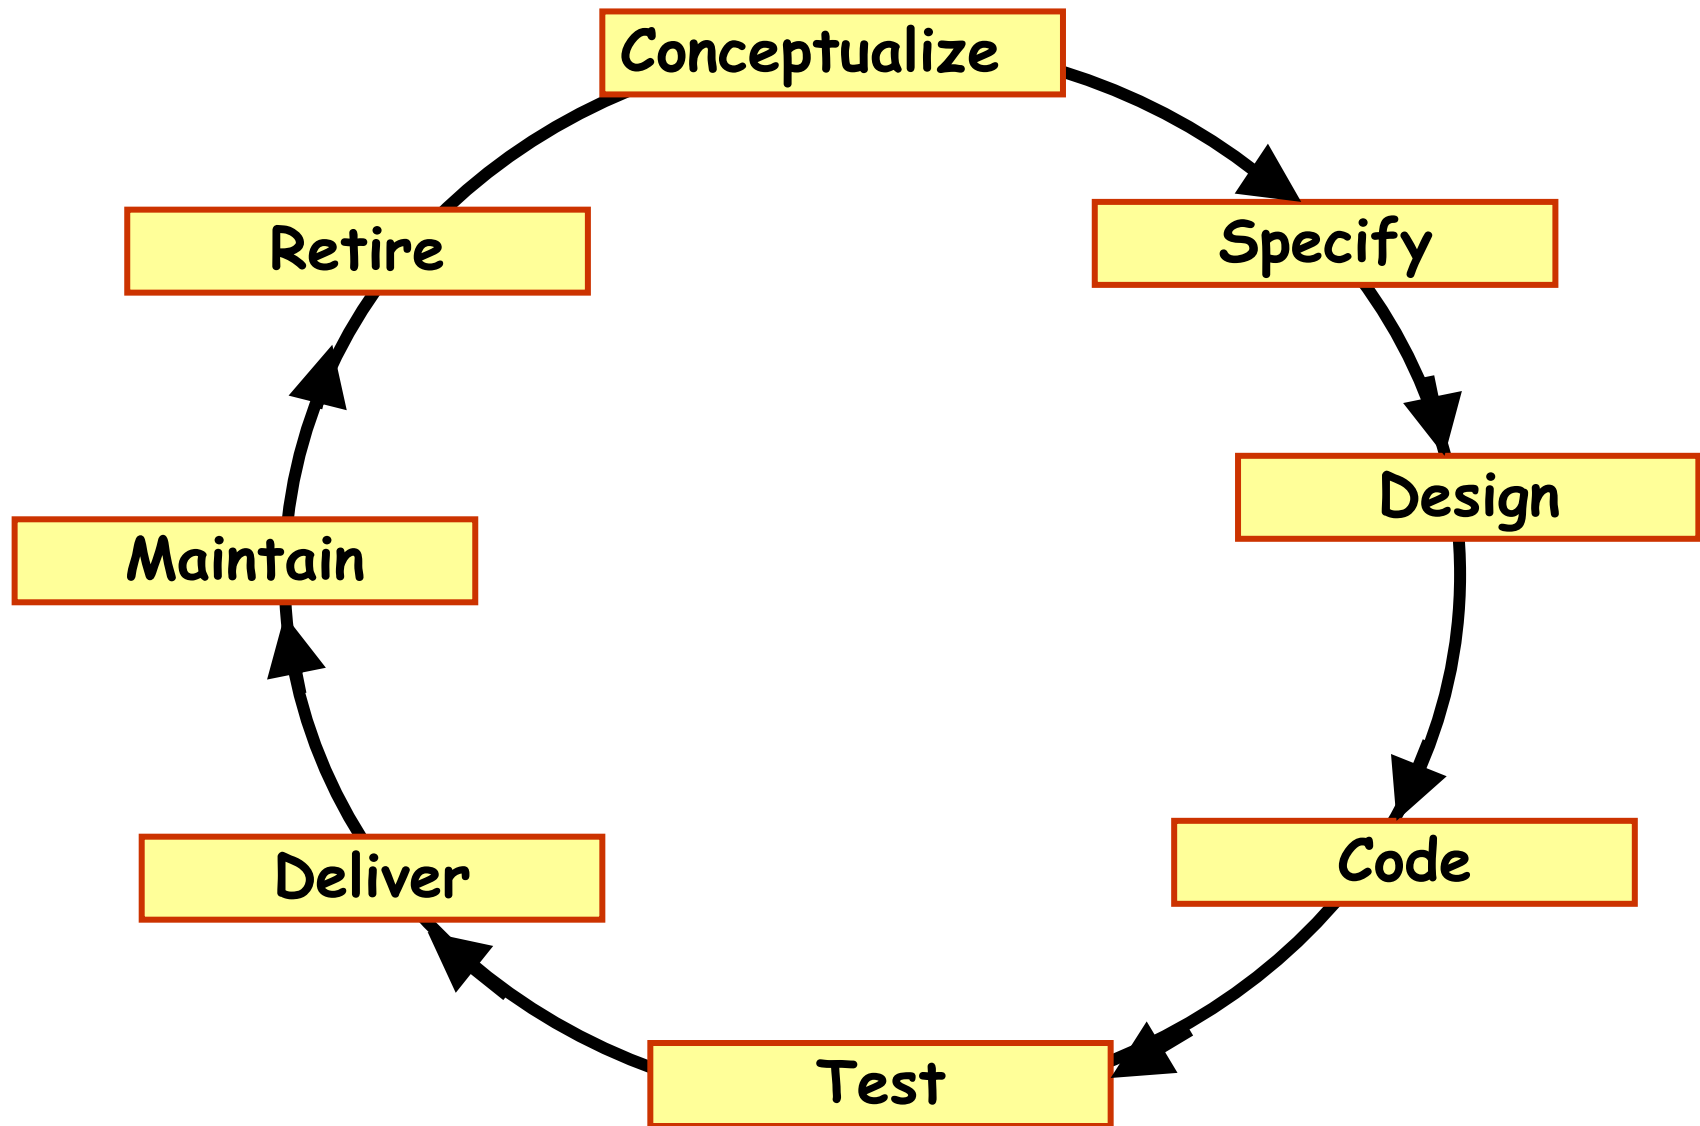 Conceptualize
Specify
Design
Code
Test
Deliver
Maintain
Retire